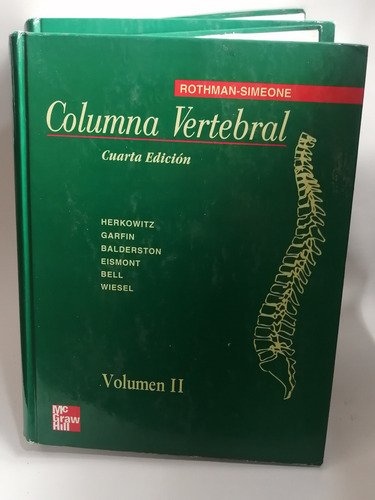 ROTHMAN-SIMEONE
Columna Vertebral
Cuarta Edición
HERKOWITZ
GARFIN
BALDERSTON
EISMONT
BELL
WIESEL
Volumen II
Mc
Graw
Hill